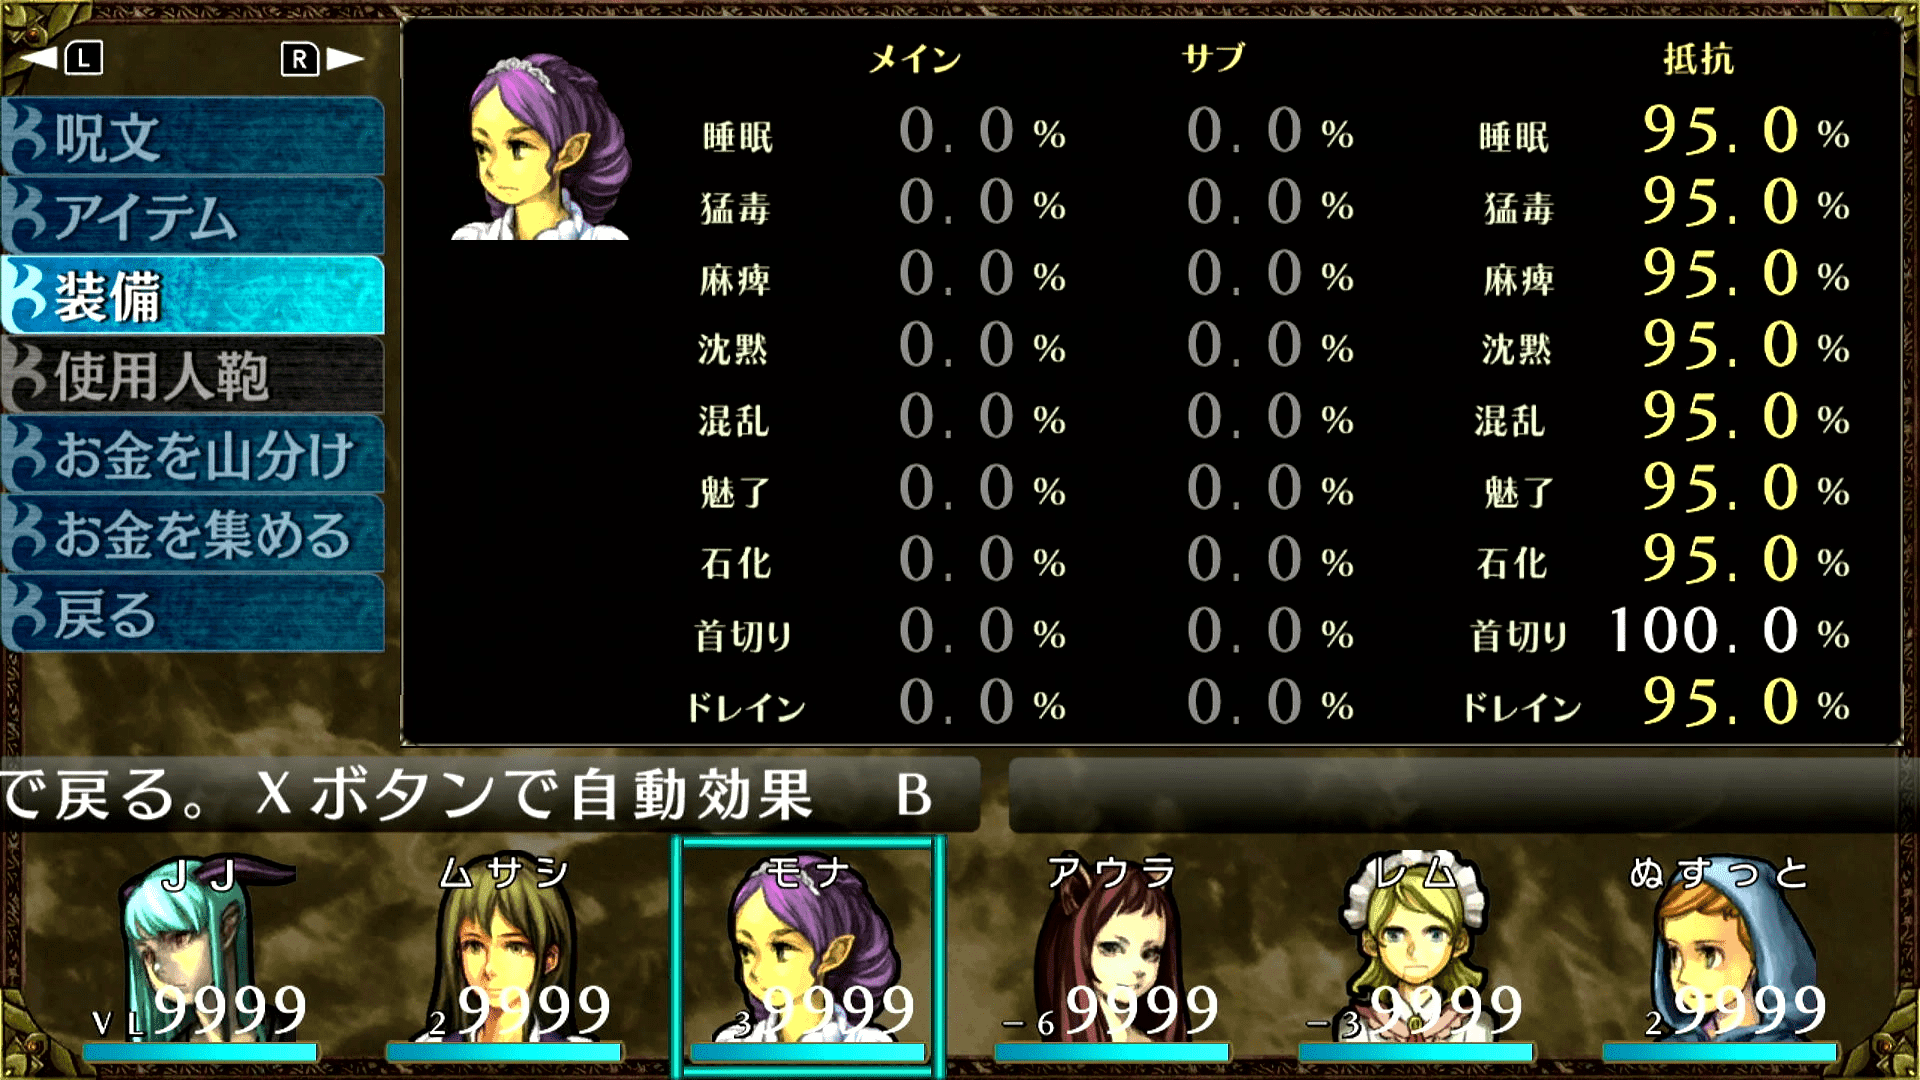 L R
呪文
アイテム
装備
使用人鞄
お金を山分け
お金を集める
戻る
メイン サブ 抵抗
睡眠 0.0% 0.0% 睡眠 95.0%
猛毒 0.0% 0.0% 猛毒 95.0%
麻痺 0.0% 0.0% 麻痺 95.0%
沈黙 0.0% 0.0% 沈黙 95.0%
混乱 0.0% 0.0% 混乱 95.0%
魅了 0.0% 0.0% 魅了 95.0%
石化 0.0% 0.0% 石化 95.0%
首切り 0.0% 0.0% 首切り 100.0%
ドレイン 0.0% 0.0% ドレイン 95.0%
で戻る。Xボタンで自動効果 B
JJ ムサシ モナ アウラ レム ぬすっと
VL 9999 2 9999 3 9999 -6 9999 -3 9999 2 9999